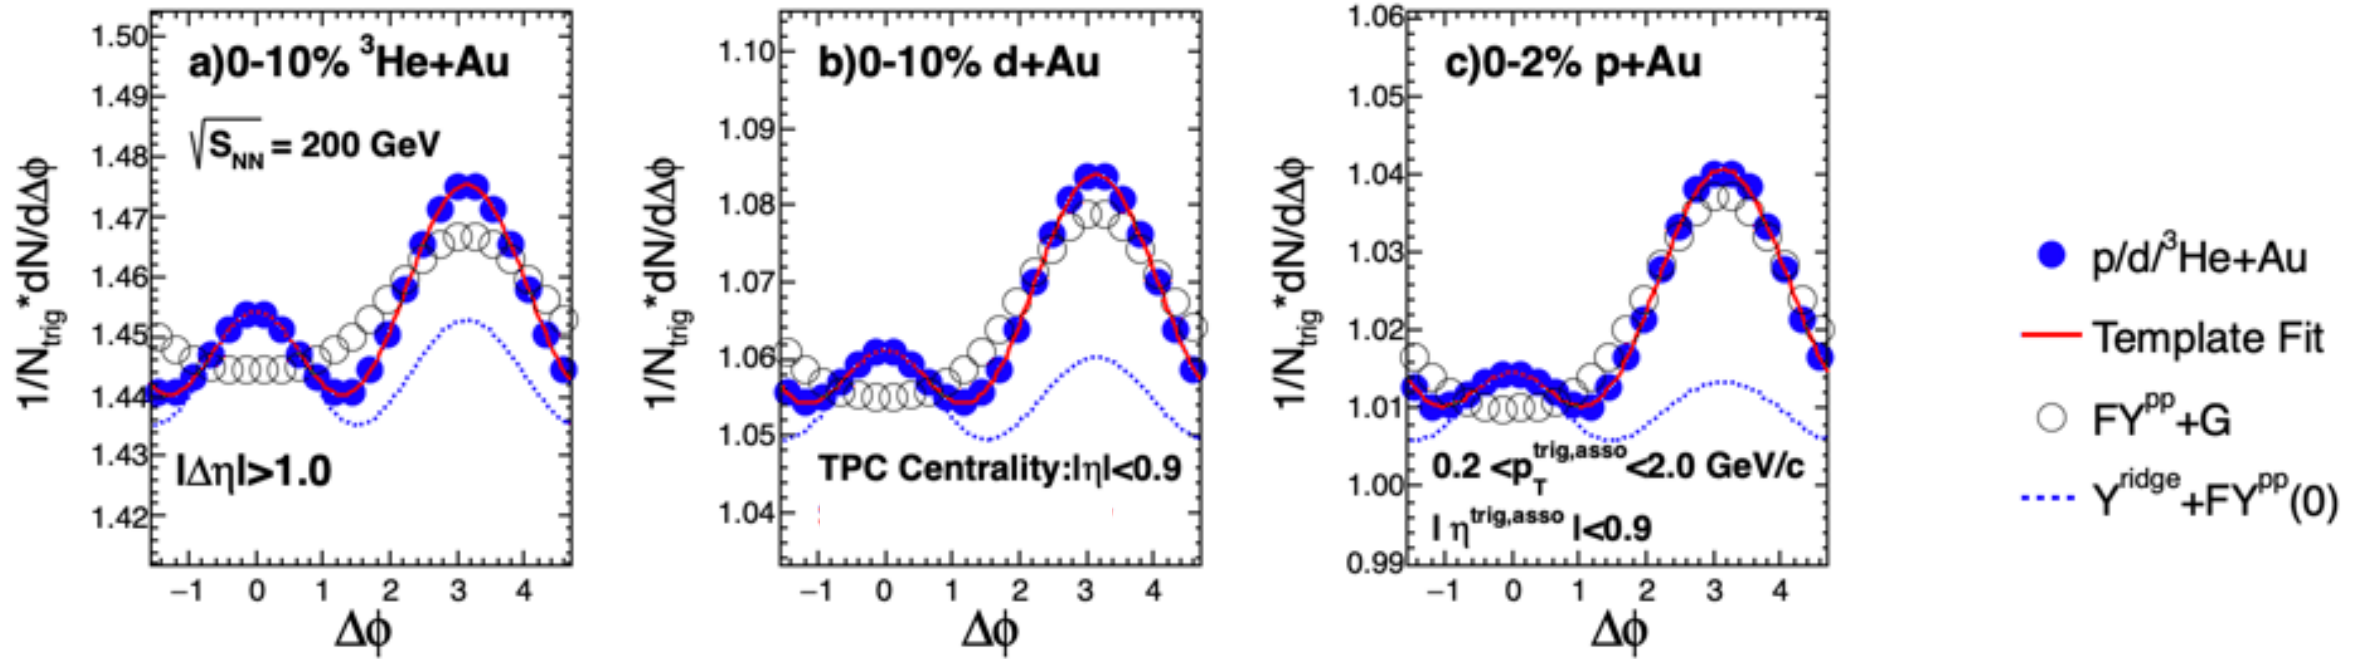 a)0-10% ³He+Au
√S_NN = 200 GeV
|Δη|>1.0
1/N_trig*dN/dΔϕ
1.50
1.49
1.48
1.47
1.46
1.45
1.44
1.43
1.42
−1 0 1 2 3 4
Δϕ
b)0-10% d+Au
TPC Centrality:|η|<0.9
1/N_trig*dN/dΔϕ
1.10
1.09
1.08
1.07
1.06
1.05
1.04
−1 0 1 2 3 4
Δϕ
c)0-2% p+Au
0.2 <p_T^trig,asso<2.0 GeV/c
| η^trig,asso |<0.9
1/N_trig*dN/dΔϕ
1.06
1.05
1.04
1.03
1.02
1.01
1.00
0.99
−1 0 1 2 3 4
Δϕ
p/d/³He+Au
Template Fit
FY^pp+G
Y^ridge+FY^pp(0)